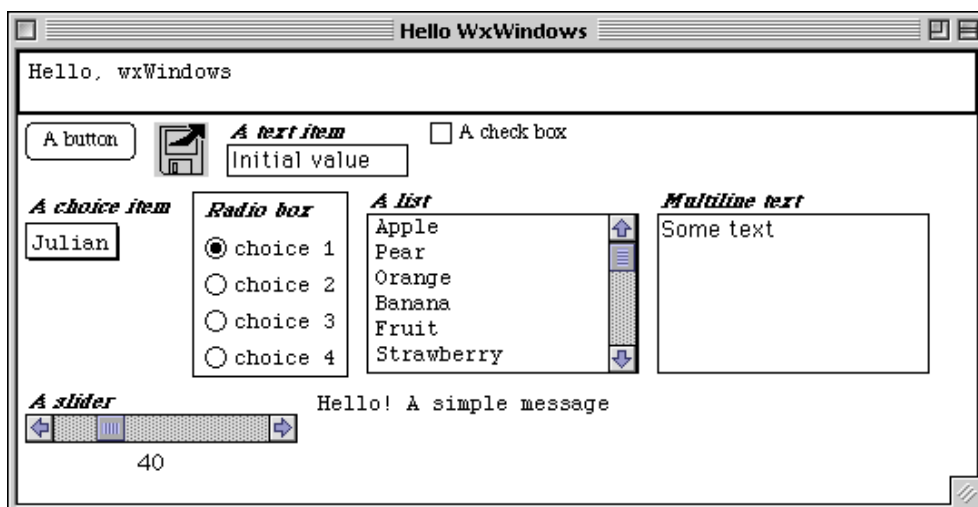 Hello WxWindows
Hello, wxWindows
A button
A text item
Initial value
A check box
A choice item
Julian
Radio box
choice 1
choice 2
choice 3
choice 4
A list
Apple
Pear
Orange
Banana
Fruit
Strawberry
Multiline text
Some text
A slider
40
Hello! A simple message